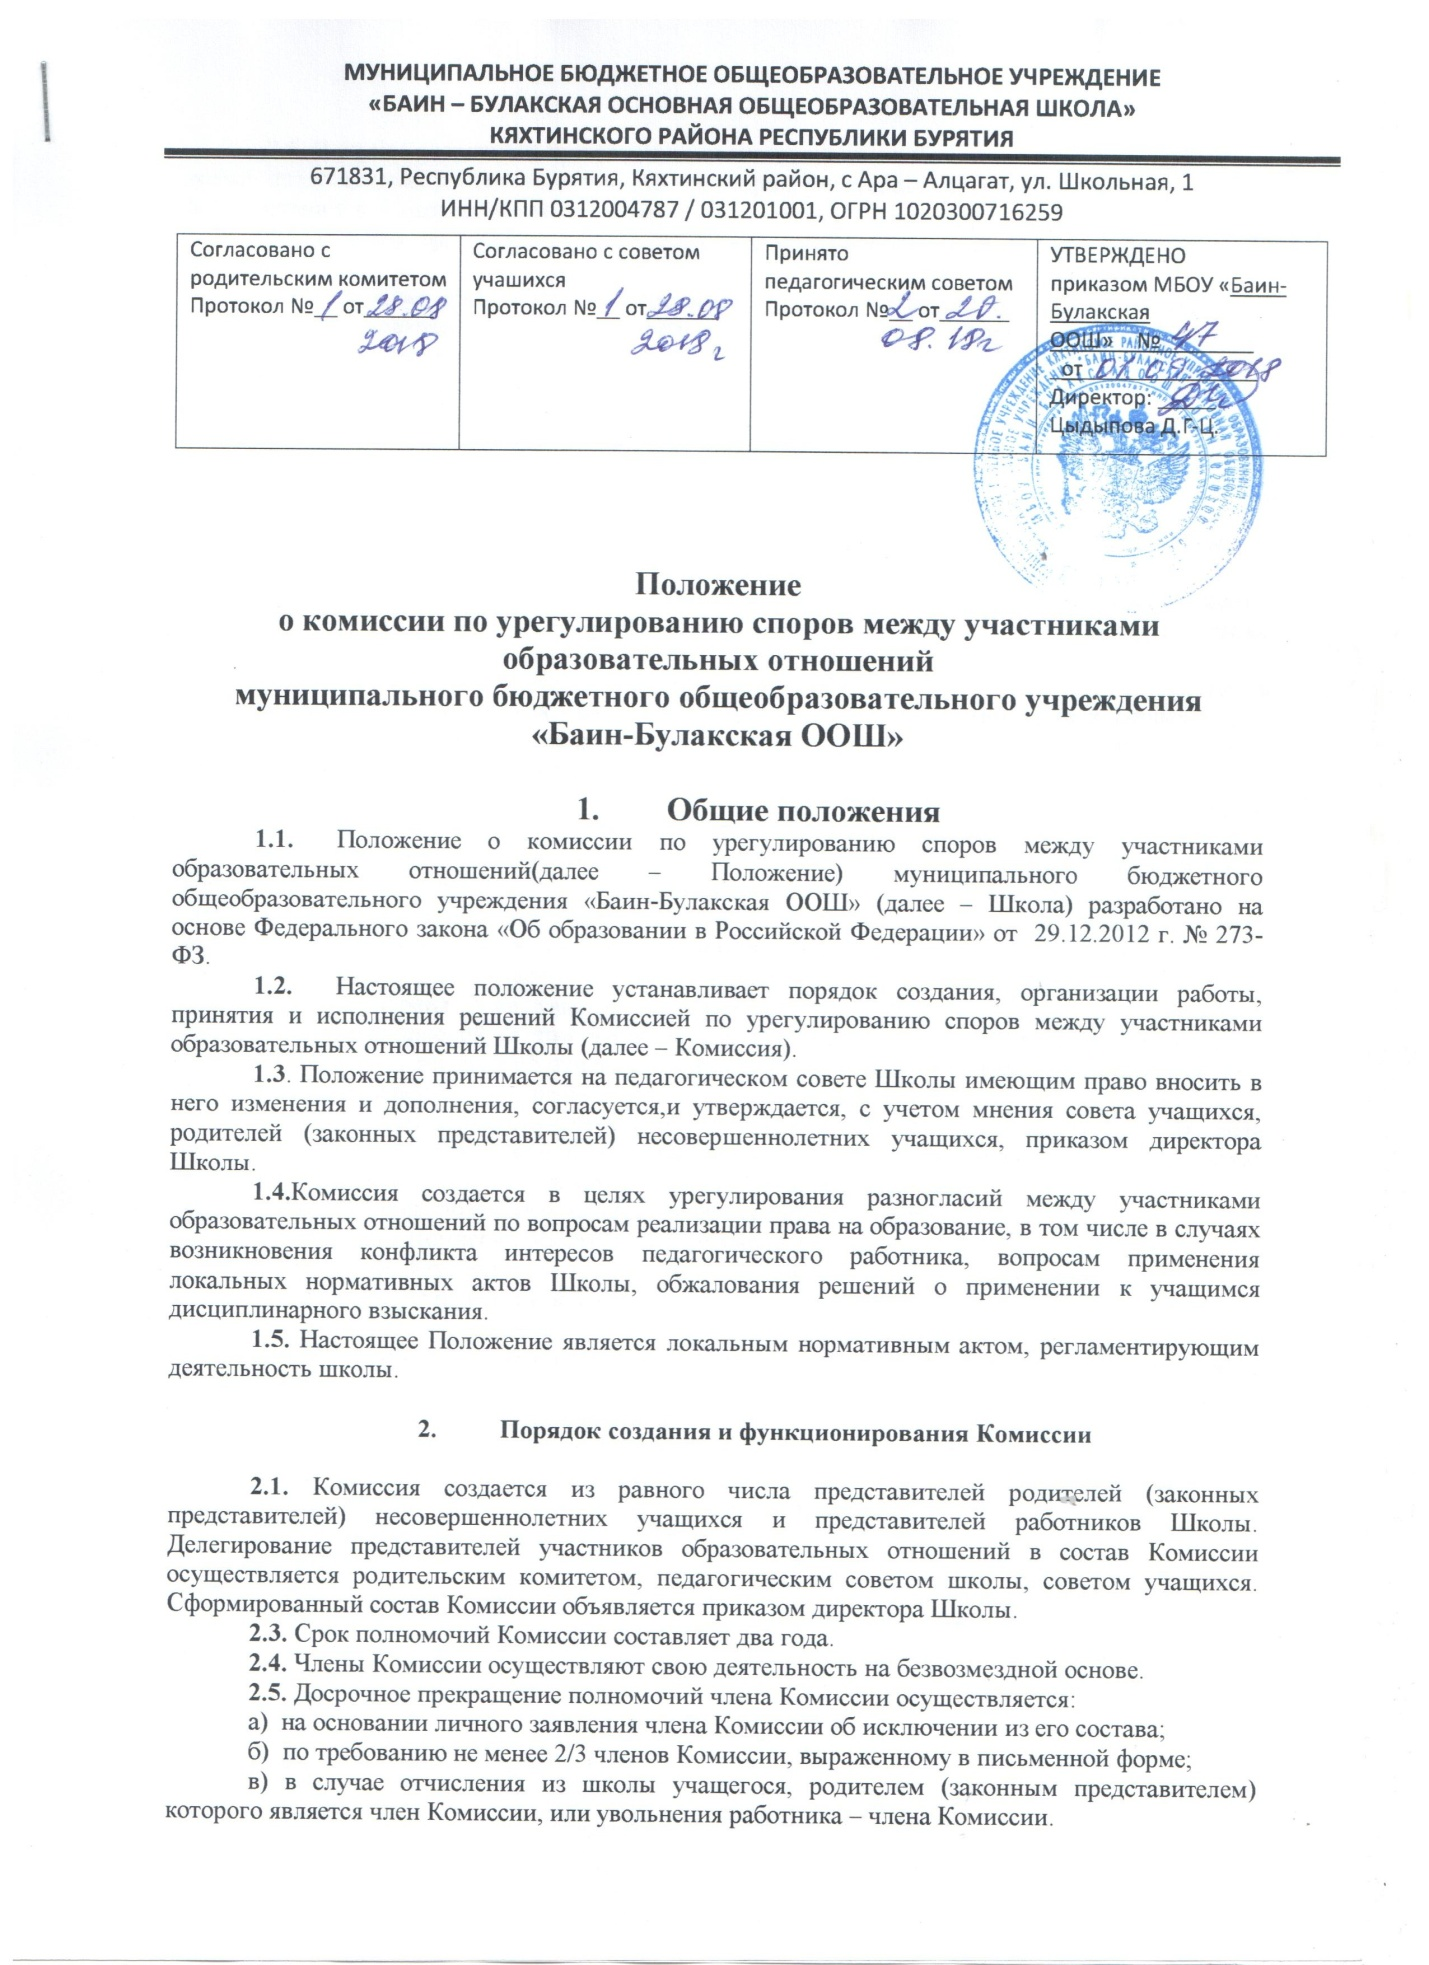 МУНИЦИПАЛЬНОЕ БЮДЖЕТНОЕ ОБЩЕОБРАЗОВАТЕЛЬНОЕ УЧРЕЖДЕНИЕ
«БАИН – БУЛАКСКАЯ ОСНОВНАЯ ОБЩЕОБРАЗОВАТЕЛЬНАЯ ШКОЛА»
КЯХТИНСКОГО РАЙОНА РЕСПУБЛИКИ БУРЯТИЯ
671831, Республика Бурятия, Кяхтинский район, с Ара – Алцагат, ул. Школьная, 1
ИНН/КПП 0312004787 / 031201001, ОГРН 1020300716259
Согласовано с
родительским комитетом
Протокол № 1 от 28.08
2018
Согласовано с советом
учашихся
Протокол № 1 от 28.08
2018 г
Принято
педагогическим советом
Протокол № 2 от 20.
08.18г
УТВЕРЖДЕНО
приказом МБОУ «Баин-
Булакская
ООШ» № 47
от 01 09 2018
Директор:
Цыдыпова Д.Г-Ц.
Положение
о комиссии по урегулированию споров между участниками
образовательных отношений
муниципального бюджетного общеобразовательного учреждения
«Баин-Булакская ООШ»
1. Общие положения
1.1. Положение о комиссии по урегулированию споров между участниками
образовательных отношений(далее – Положение) муниципального бюджетного
общеобразовательного учреждения «Баин-Булакская ООШ» (далее – Школа) разработано на
основе Федерального закона «Об образовании в Российской Федерации» от 29.12.2012 г. № 273-
ФЗ.
1.2. Настоящее положение устанавливает порядок создания, организации работы,
принятия и исполнения решений Комиссией по урегулированию споров между участниками
образовательных отношений Школы (далее – Комиссия).
1.3. Положение принимается на педагогическом совете Школы имеющим право вносить в
него изменения и дополнения, согласуется,и утверждается, с учетом мнения совета учащихся,
родителей (законных представителей) несовершеннолетних учащихся, приказом директора
Школы.
1.4.Комиссия создается в целях урегулирования разногласий между участниками
образовательных отношений по вопросам реализации права на образование, в том числе в случаях
возникновения конфликта интересов педагогического работника, вопросам применения
локальных нормативных актов Школы, обжалования решений о применении к учащимся
дисциплинарного взыскания.
1.5. Настоящее Положение является локальным нормативным актом, регламентирующим
деятельность школы.
2. Порядок создания и функционирования Комиссии
2.1. Комиссия создается из равного числа представителей родителей (законных
представителей) несовершеннолетних учащихся и представителей работников Школы.
Делегирование представителей участников образовательных отношений в состав Комиссии
осуществляется родительским комитетом, педагогическим советом школы, советом учащихся.
Сформированный состав Комиссии объявляется приказом директора Школы.
2.3. Срок полномочий Комиссии составляет два года.
2.4. Члены Комиссии осуществляют свою деятельность на безвозмездной основе.
2.5. Досрочное прекращение полномочий члена Комиссии осуществляется:
а) на основании личного заявления члена Комиссии об исключении из его состава;
б) по требованию не менее 2/3 членов Комиссии, выраженному в письменной форме;
в) в случае отчисления из школы учащегося, родителем (законным представителем)
которого является член Комиссии, или увольнения работника – члена Комиссии.